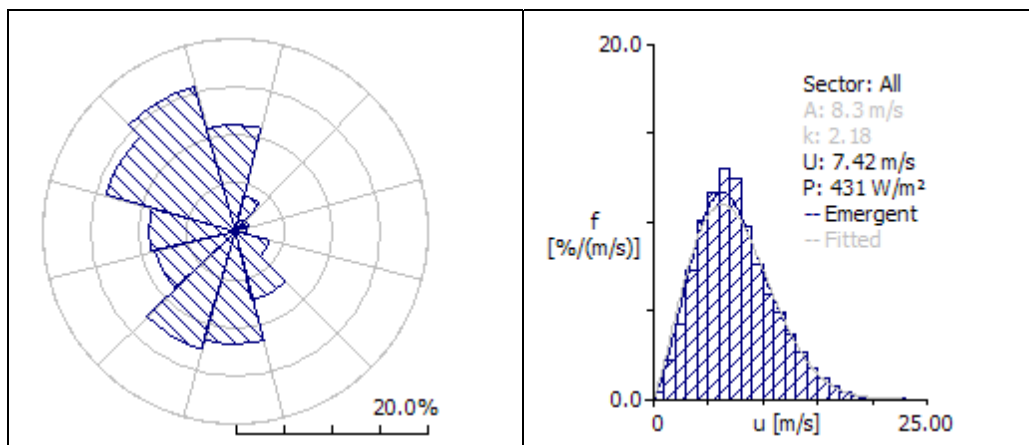 20.0%
20.0
Sector: All
A: 8.3 m/s
k: 2.18
U: 7.42 m/s
P: 431 W/m²
-- Emergent
-- Fitted
f
[%/(m/s)]
0.0
0
u [m/s]
25.00